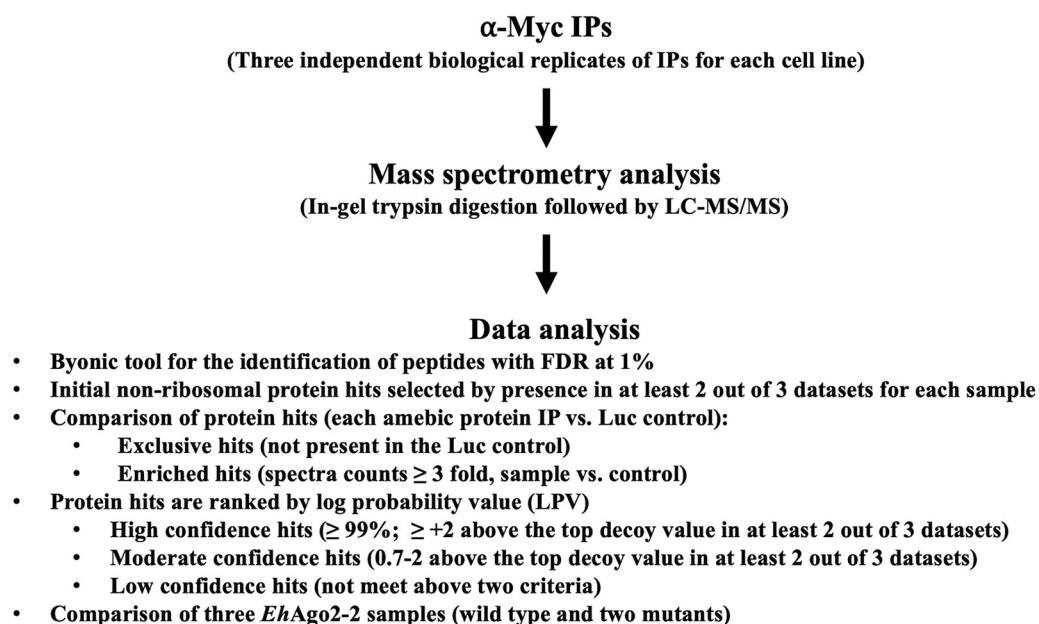 α-Myc IPs
(Three independent biological replicates of IPs for each cell line)
Mass spectrometry analysis
(In-gel trypsin digestion followed by LC-MS/MS)
Data analysis
• Byonic tool for the identification of peptides with FDR at 1%
• Initial non-ribosomal protein hits selected by presence in at least 2 out of 3 datasets for each sample
• Comparison of protein hits (each amebic protein IP vs. Luc control):
• Exclusive hits (not present in the Luc control)
• Enriched hits (spectra counts ≥ 3 fold, sample vs. control)
• Protein hits are ranked by log probability value (LPV)
• High confidence hits (≥ 99%; ≥ +2 above the top decoy value in at least 2 out of 3 datasets)
• Moderate confidence hits (0.7-2 above the top decoy value in at least 2 out of 3 datasets)
• Low confidence hits (not meet above two criteria)
• Comparison of three EhAgo2-2 samples (wild type and two mutants)